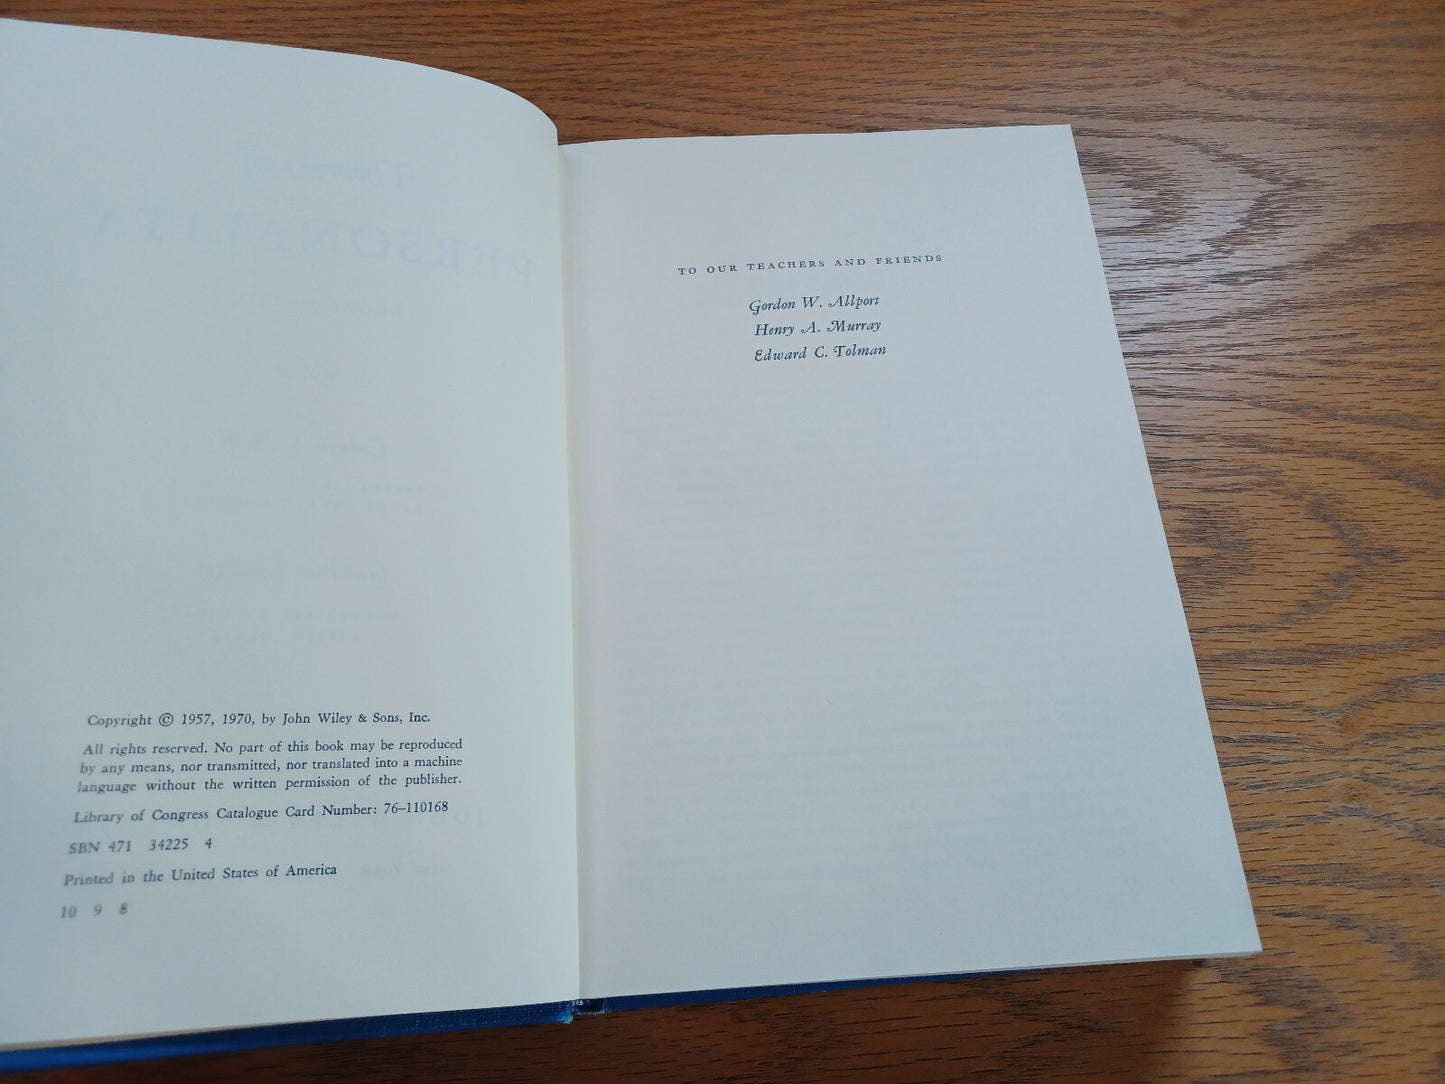 Copyright © 1957, 1970, by John Wiley & Sons, Inc.
All rights reserved. No part of this book may be reproduced
by any means, nor transmitted, nor translated into a machine
language without the written permission of the publisher.
Library of Congress Catalogue Card Number: 76–110168
SBN 471 34225 4
Printed in the United States of America
10 9 8
TO OUR TEACHERS AND FRIENDS
Gordon W. Allport
Henry A. Murray
Edward C. Tolman